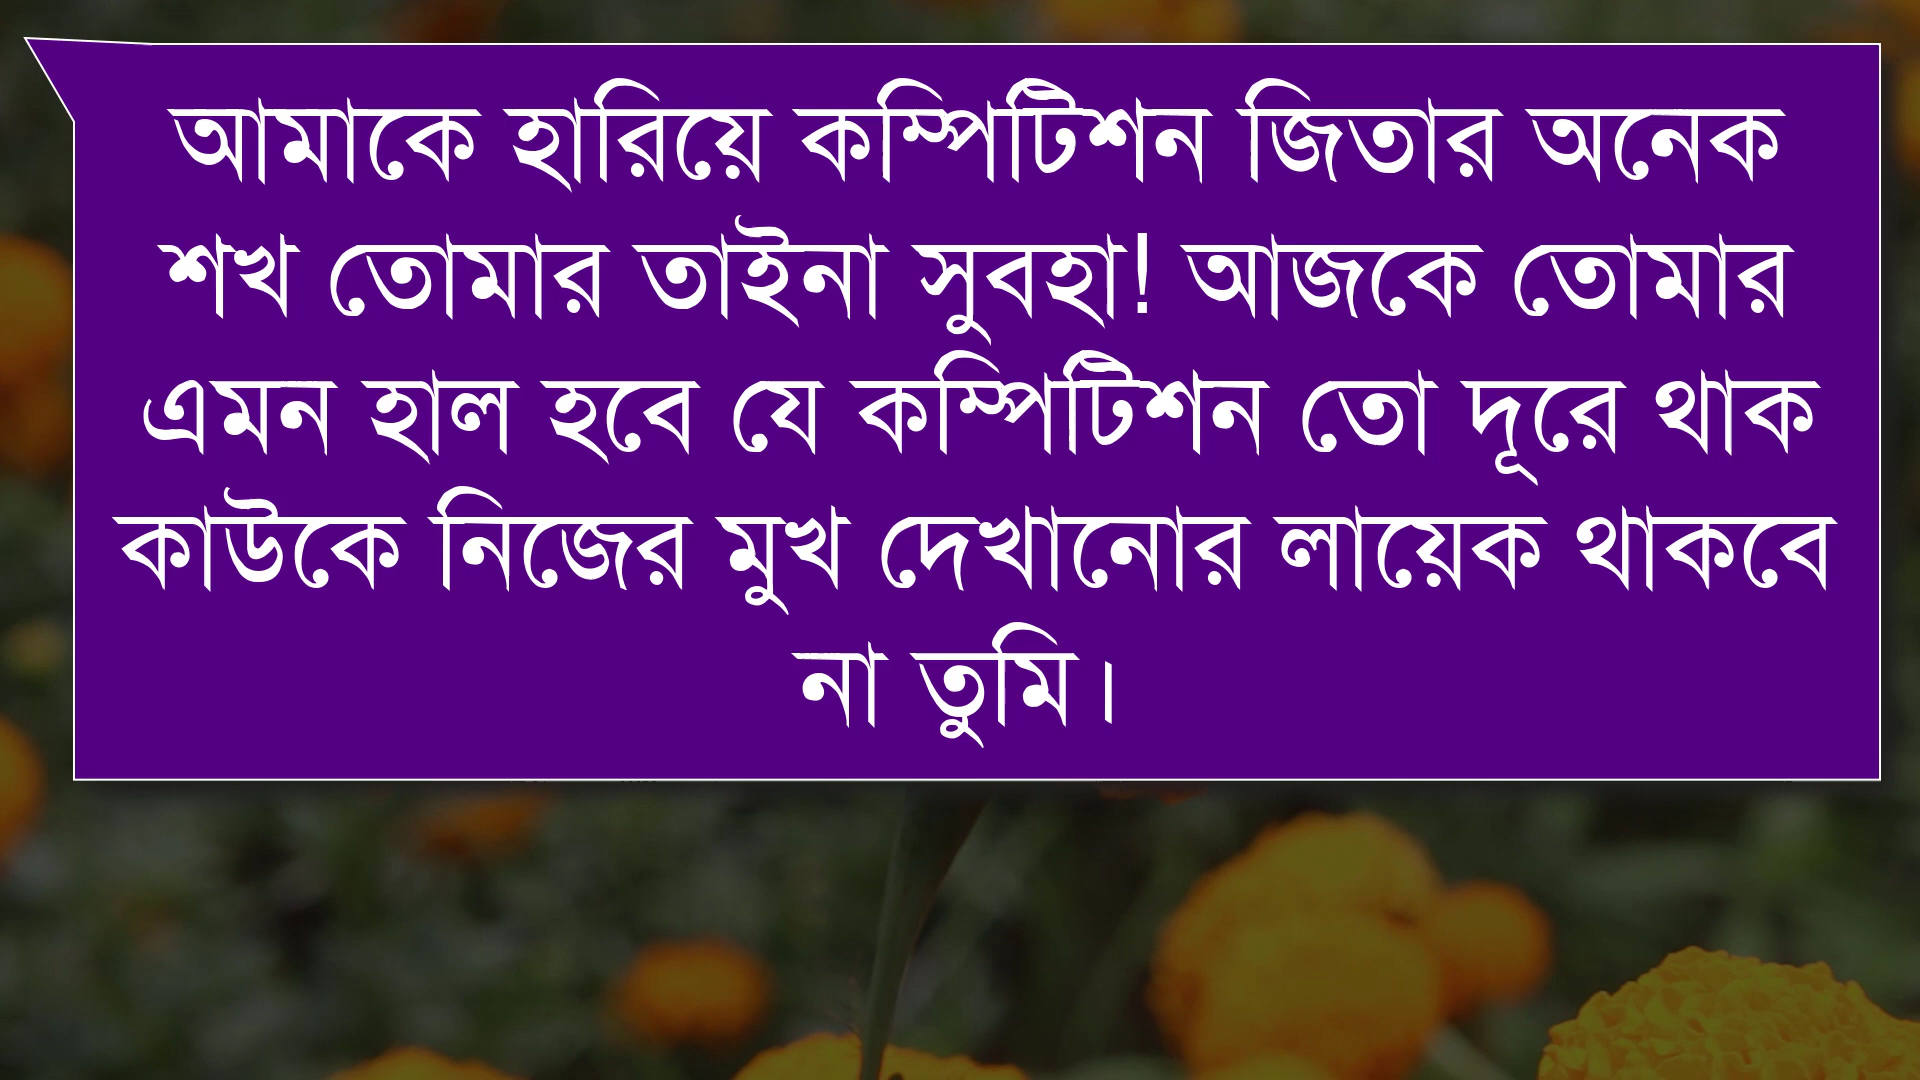 আমাকে হারিয়ে কম্পিটিশন জিতার অনেক
শখ তোমার তাইনা সুবহা! আজকে তোমার
এমন হাল হবে যে কম্পিটিশন তো দূরে থাক
কাউকে নিজের মুখ দেখানোর লায়েক থাকবে
না তুমি।